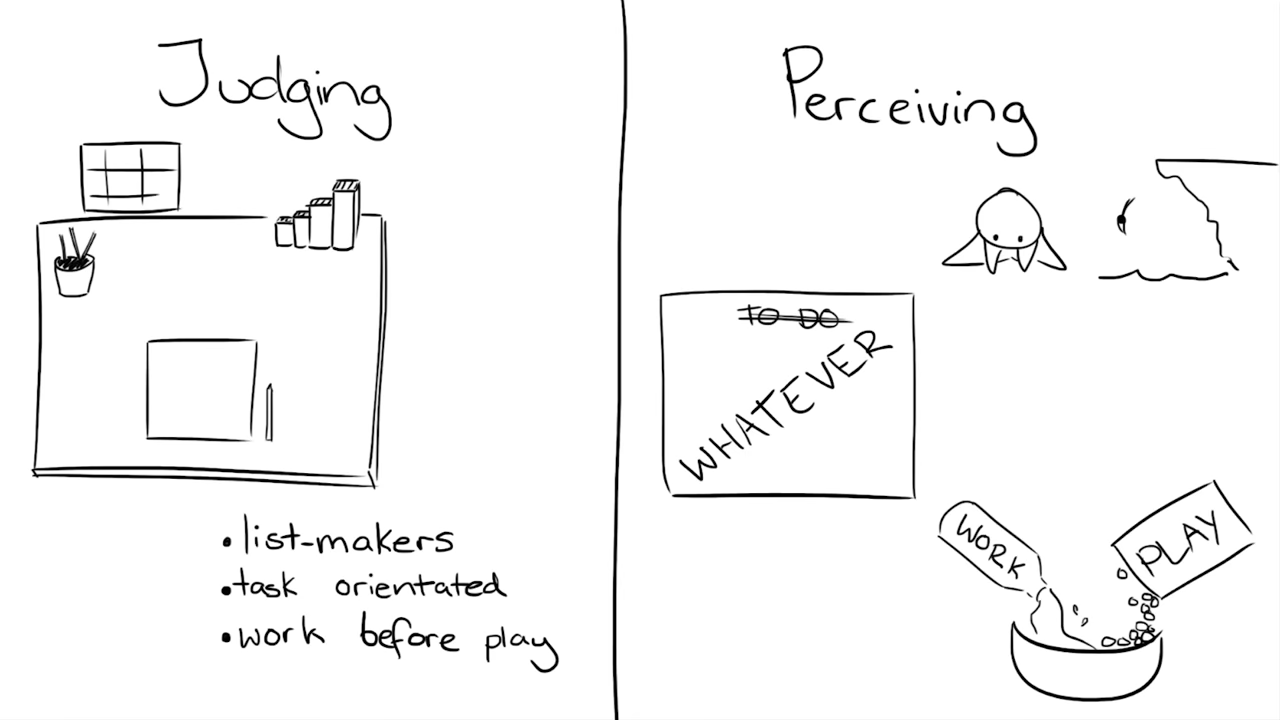 Judging
• list-makers
• task orientated
• work before play
Perceiving
TO DO
WHATEVER
WORK
PLAY